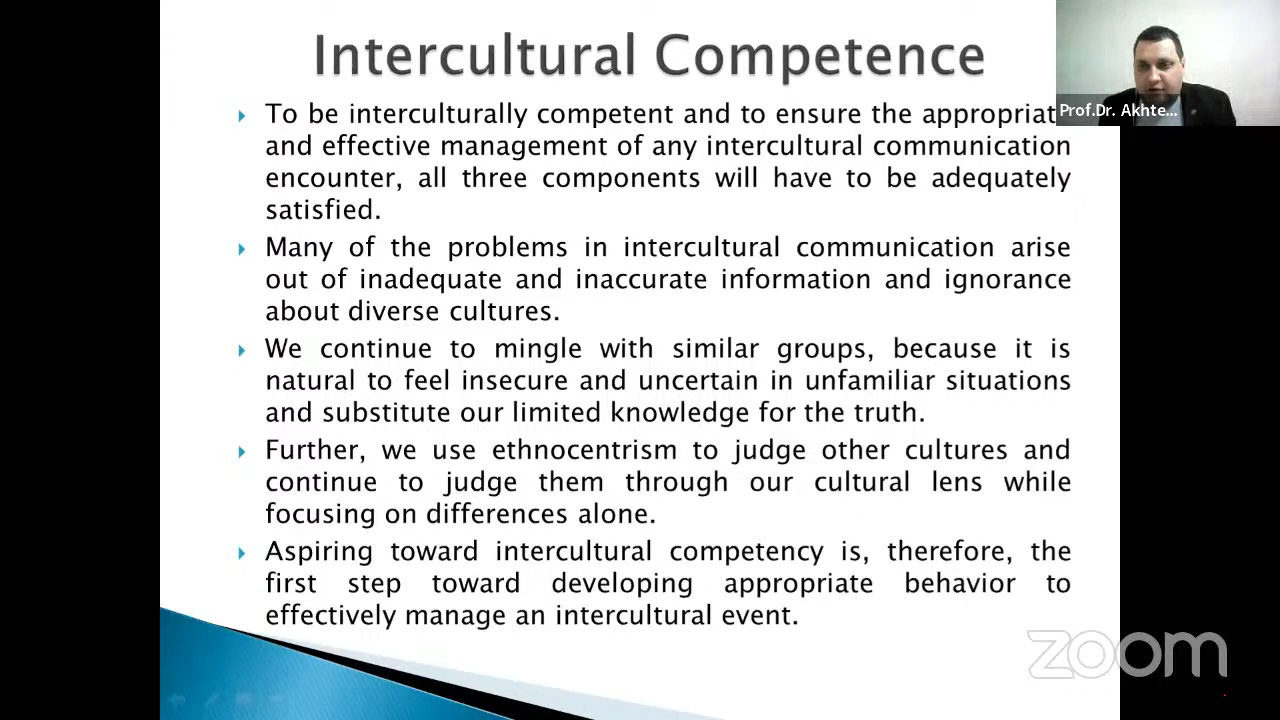 Intercultural Competence
To be interculturally competent and to ensure the appropriat
and effective management of any intercultural communication
encounter, all three components will have to be adequately
satisfied.
Many of the problems in intercultural communication arise
out of inadequate and inaccurate information and ignorance
about diverse cultures.
We continue to mingle with similar groups, because it is
natural to feel insecure and uncertain in unfamiliar situations
and substitute our limited knowledge for the truth.
Further, we use ethnocentrism to judge other cultures and
continue to judge them through our cultural lens while
focusing on differences alone.
Aspiring toward intercultural competency is, therefore, the
first step toward developing appropriate behavior to
effectively manage an intercultural event.
Prof.Dr. Akhte...
zoom